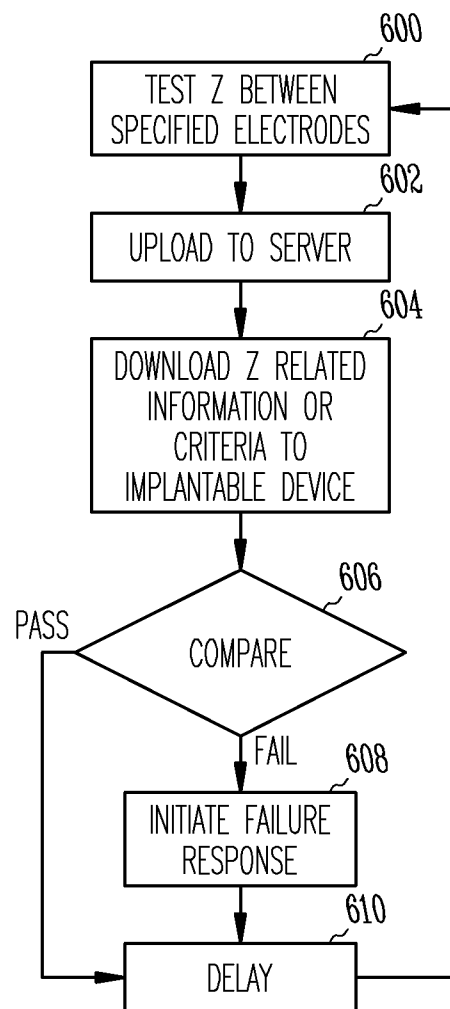 600
TEST Z BETWEEN
SPECIFIED ELECTRODES
602
UPLOAD TO SERVER
604
DOWNLOAD Z RELATED
INFORMATION OR
CRITERIA TO
IMPLANTABLE DEVICE
606
PASS
COMPARE
FAIL
608
INITIATE FAILURE
RESPONSE
610
DELAY